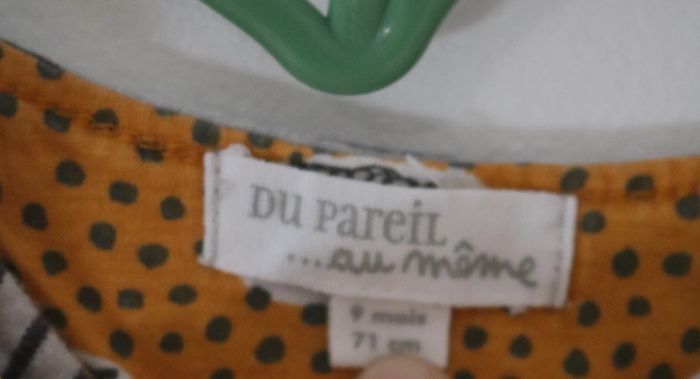 Du Pareil
...au même
9 mois
71 cm